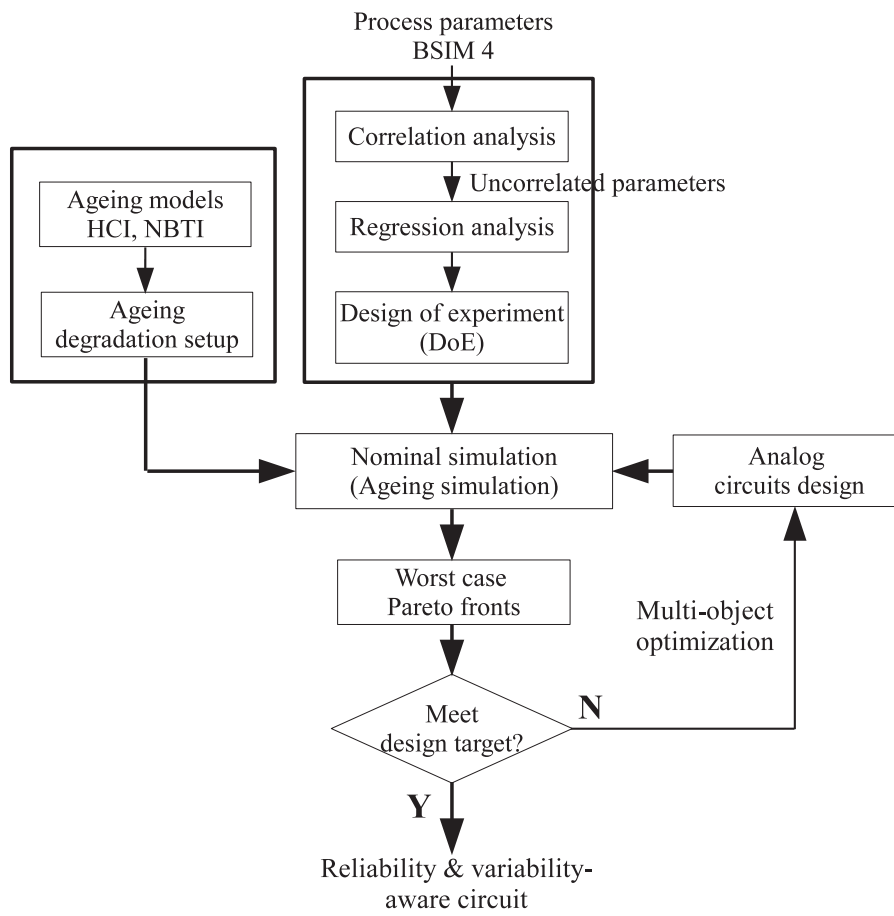 Process parameters
BSIM 4
Correlation analysis
Uncorrelated parameters
Regression analysis
Design of experiment
(DoE)
Ageing models
HCI, NBTI
Ageing
degradation setup
Nominal simulation
(Ageing simulation)
Analog
circuits design
Worst case
Pareto fronts
Multi-object
optimization
Meet
design target?
N
Y
Reliability & variability-
aware circuit